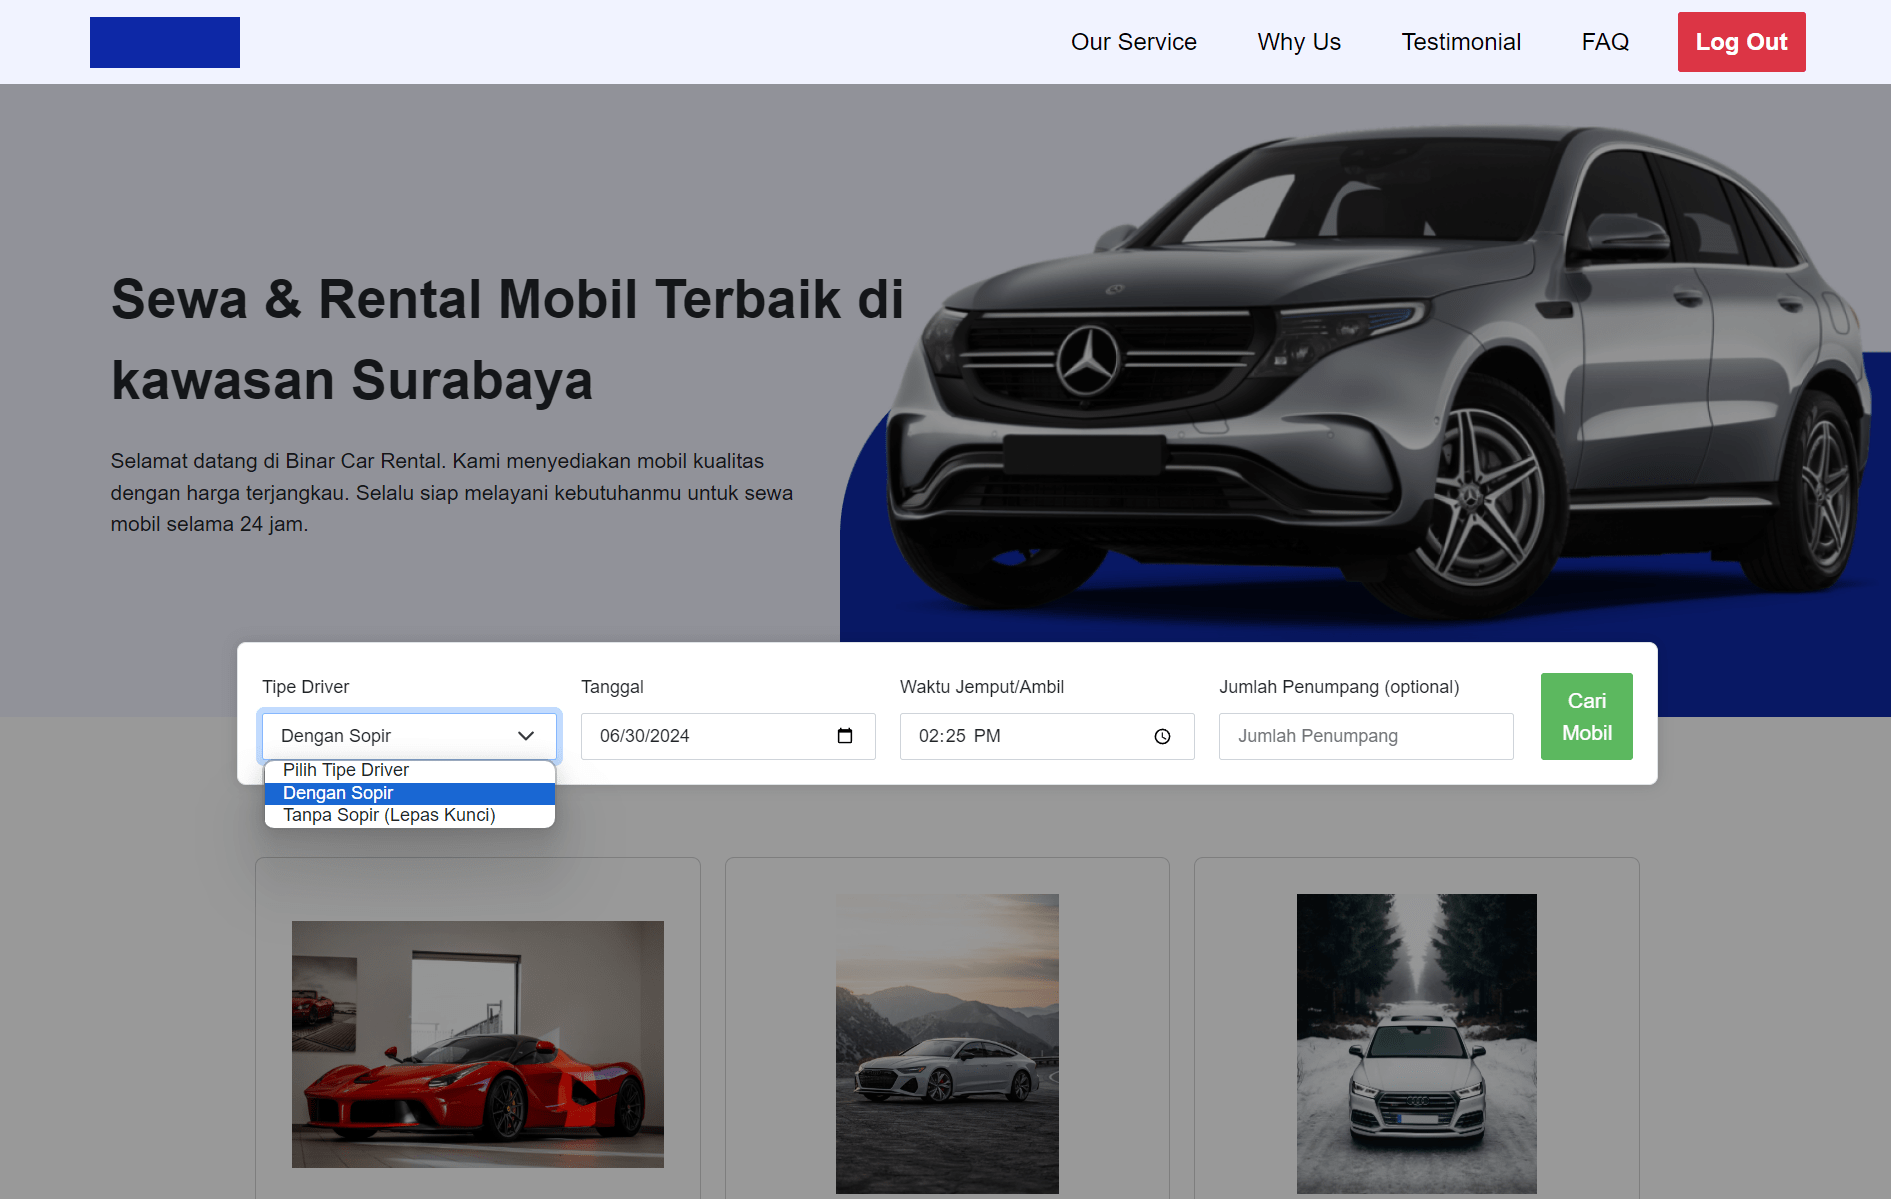 Our Service
Why Us
Testimonial
FAQ
Log Out
Sewa & Rental Mobil Terbaik di
kawasan Surabaya
Selamat datang di Binar Car Rental. Kami menyediakan mobil kualitas
dengan harga terjangkau. Selalu siap melayani kebutuhanmu untuk sewa
mobil selama 24 jam.
Tipe Driver
Tanggal
Waktu Jemput/Ambil
Jumlah Penumpang (optional)
Dengan Sopir
06/30/2024
02:25 PM
Jumlah Penumpang
Cari
Mobil
Pilih Tipe Driver
Dengan Sopir
Tanpa Sopir (Lepas Kunci)